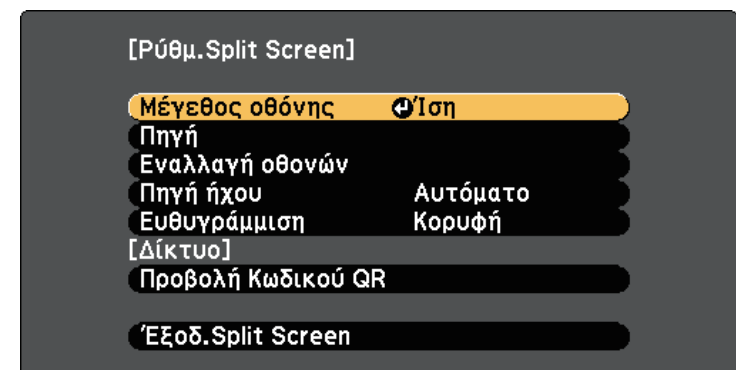 [Ρύθμ.Split Screen]
Μέγεθος οθόνης Ίση
Πηγή
Εναλλαγή οθονών
Πηγή ήχου Αυτόματο
Ευθυγράμμιση Κορυφή
[Δίκτυο]
Προβολή Κωδικού QR
Έξοδ.Split Screen